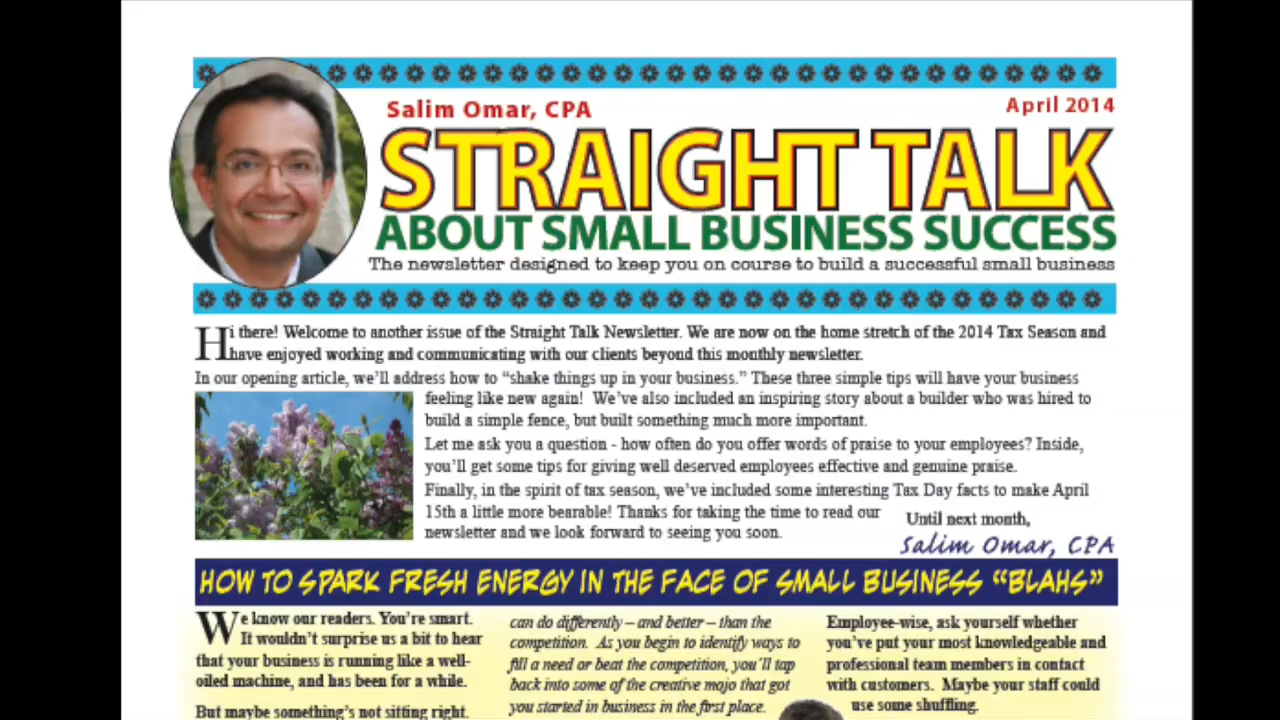 Salim Omar, CPA
April 2014
STRAIGHT TALK
ABOUT SMALL BUSINESS SUCCESS
The newsletter designed to keep you on course to build a successful small business
Hi there! Welcome to another issue of the Straight Talk Newsletter. We are now on the home stretch of the 2014 Tax Season and
have enjoyed working and communicating with our clients beyond this monthly newsletter.
In our opening article, we'll address how to “shake things up in your business.” These three simple tips will have your business
feeling like new again! We've also included an inspiring story about a builder who was hired to
build a simple fence, but built something much more important.
Let me ask you a question - how often do you offer words of praise to your employees? Inside,
you'll get some tips for giving well deserved employees effective and genuine praise.
Finally, in the spirit of tax season, we've included some interesting Tax Day facts to make April
15th a little more bearable! Thanks for taking the time to read our
newsletter and we look forward to seeing you soon.
Until next month,
Salim Omar, CPA
HOW TO SPARK FRESH ENERGY IN THE FACE OF SMALL BUSINESS “BLAHS”
We know our readers. You're smart.
It wouldn't surprise us a bit to hear
that your business is running like a well-
oiled machine, and has been for a while.
But maybe something's not sitting right.
can do differently – and better – than the
competition. As you begin to identify ways to
fill a need or beat the competition, you'll tap
back into some of the creative mojo that got
you started in business in the first place.
Employee-wise, ask yourself whether
you've put your most knowledgeable and
professional team members in contact
with customers. Maybe your staff could
use some shuffling.